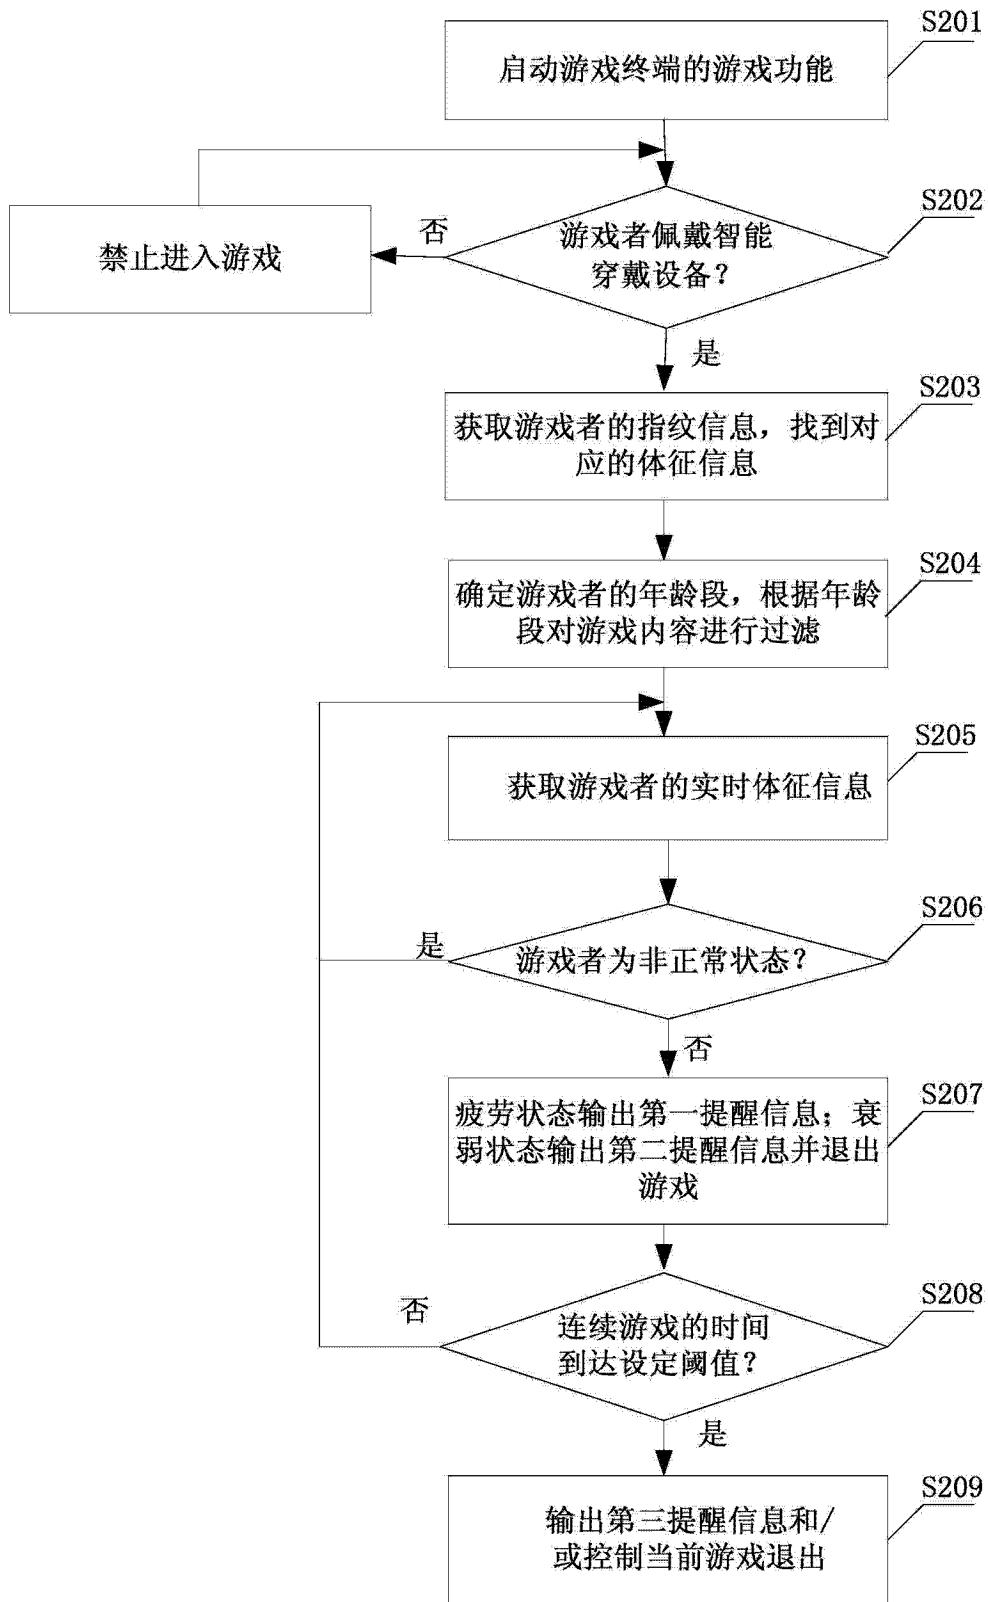 S201
启动游戏终端的游戏功能
S202
游戏者佩戴智能
穿戴设备?
否
禁止进入游戏
是
S203
获取游戏者的指纹信息，找到对
应的体征信息
S204
确定游戏者的年龄段，根据年龄
段对游戏内容进行过滤
S205
获取游戏者的实时体征信息
S206
游戏者为非正常状态?
是
否
S207
疲劳状态输出第一提醒信息；衰
弱状态输出第二提醒信息并退出
游戏
S208
连续游戏的时间
到达设定阈值?
否
是
S209
输出第三提醒信息和/
或控制当前游戏退出